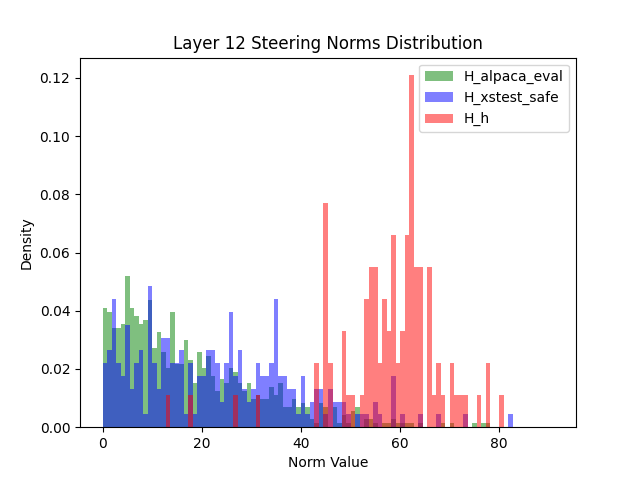 Layer 12 Steering Norms Distribution
H_alpaca_eval
H_xstest_safe
H_h
0.12
0.10
0.08
0.06
0.04
0.02
0.00
Density
0
20
40
60
80
Norm Value